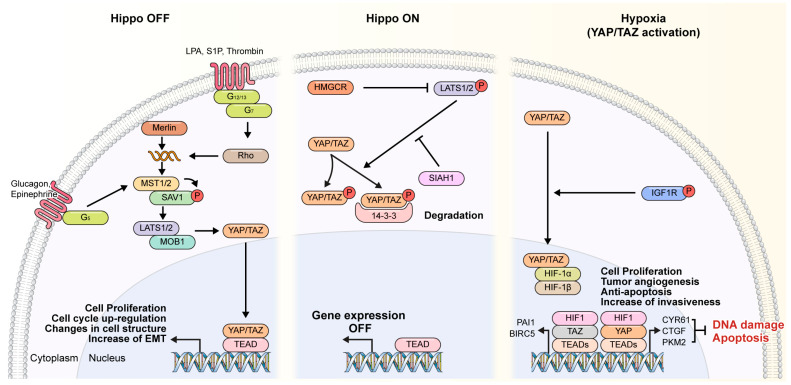 Hippo OFF
LPA, S1P, Thrombin
G12/13
G7
Merlin
Rho
MST1/2
SAV1
P
Glucagon,
Epinephrine
Gs
LATS1/2
MOB1
YAP/TAZ
Cell Proliferation
Cell cycle up-regulation
Changes in cell structure
Increase of EMT
YAP/TAZ
TEAD
Cytoplasm
Nucleus
Hippo ON
HMGCR
LATS1/2
P
YAP/TAZ
SIAH1
YAP/TAZ
P
YAP/TAZ
P
14-3-3
Degradation
Gene expression
OFF
TEAD
Hypoxia
(YAP/TAZ activation)
YAP/TAZ
IGF1R
P
YAP/TAZ
HIF-1α
HIF-1β
Cell Proliferation
Tumor angiogenesis
Anti-apoptosis
Increase of invasiveness
PAI1
BIRC5
HIF1
TAZ
TEADs
HIF1
YAP
TEADs
CYR61
CTGF
PKM2
DNA damage
Apoptosis